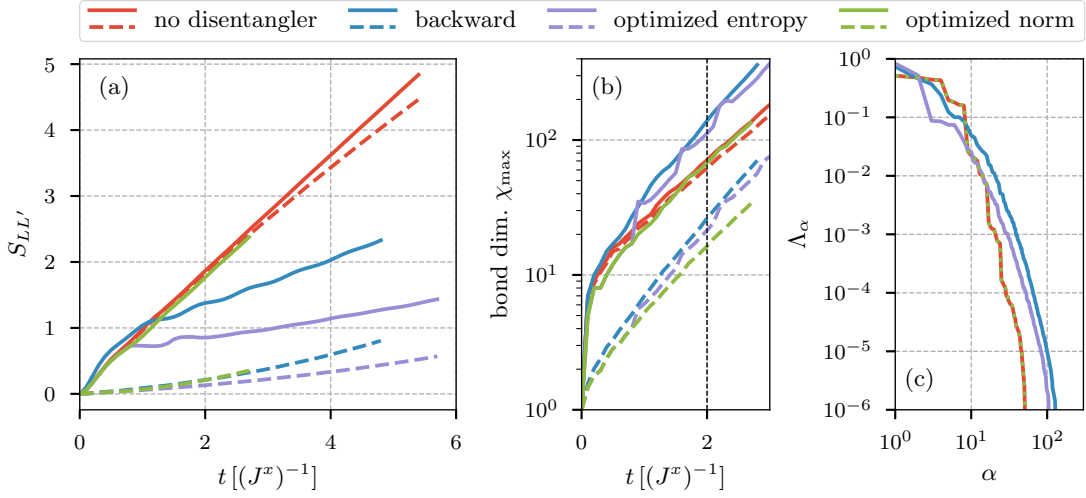 no disentangler backward optimized entropy optimized norm
(a)
S_{LL'}
5
4
3
2
1
0
0 2 4 6
t [(J^x)^{-1}]
(b)
bond dim. χ_max
10^2
10^1
10^0
0 2
t [(J^x)^{-1}]
(c)
Λ_α
10^0
10^{-1}
10^{-2}
10^{-3}
10^{-4}
10^{-5}
10^{-6}
10^0 10^1 10^2
α